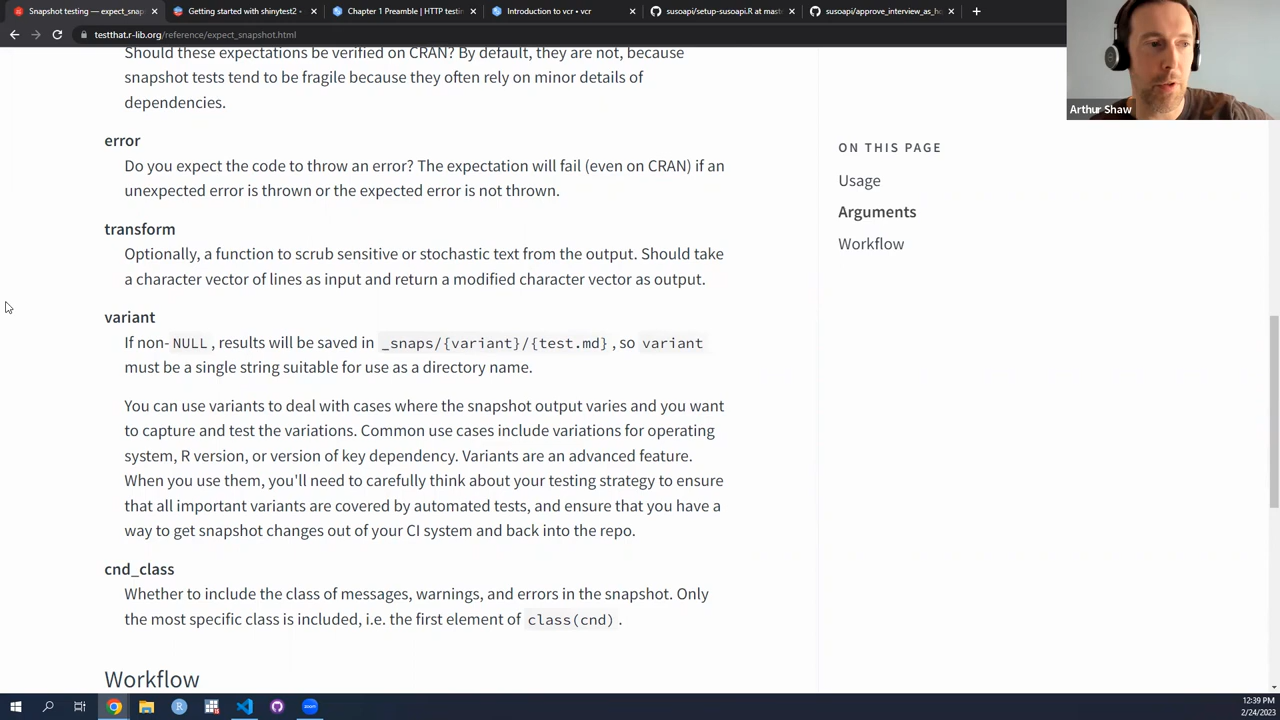 Snapshot testing — expect_snap
Getting started with shinytest2 •
Chapter 1 Preamble | HTTP testin
Introduction to vcr • vcr
susoapi/setup-susoapi.R at mast
susoapi/approve_interview_as_ho
testthat.r-lib.org/reference/expect_snapshot.html
Arthur Shaw
Should these expectations be verified on CRAN? By default, they are not, because
snapshot tests tend to be fragile because they often rely on minor details of
dependencies.
error
Do you expect the code to throw an error? The expectation will fail (even on CRAN) if an
unexpected error is thrown or the expected error is not thrown.
transform
Optionally, a function to scrub sensitive or stochastic text from the output. Should take
a character vector of lines as input and return a modified character vector as output.
variant
If non-NULL, results will be saved in _snaps/{variant}/{test.md}, so variant
must be a single string suitable for use as a directory name.
You can use variants to deal with cases where the snapshot output varies and you want
to capture and test the variations. Common use cases include variations for operating
system, R version, or version of key dependency. Variants are an advanced feature.
When you use them, you'll need to carefully think about your testing strategy to ensure
that all important variants are covered by automated tests, and ensure that you have a
way to get snapshot changes out of your CI system and back into the repo.
cnd_class
Whether to include the class of messages, warnings, and errors in the snapshot. Only
the most specific class is included, i.e. the first element of class(cnd).
Workflow
ON THIS PAGE
Usage
Arguments
Workflow
12:39 PM
2/24/2023